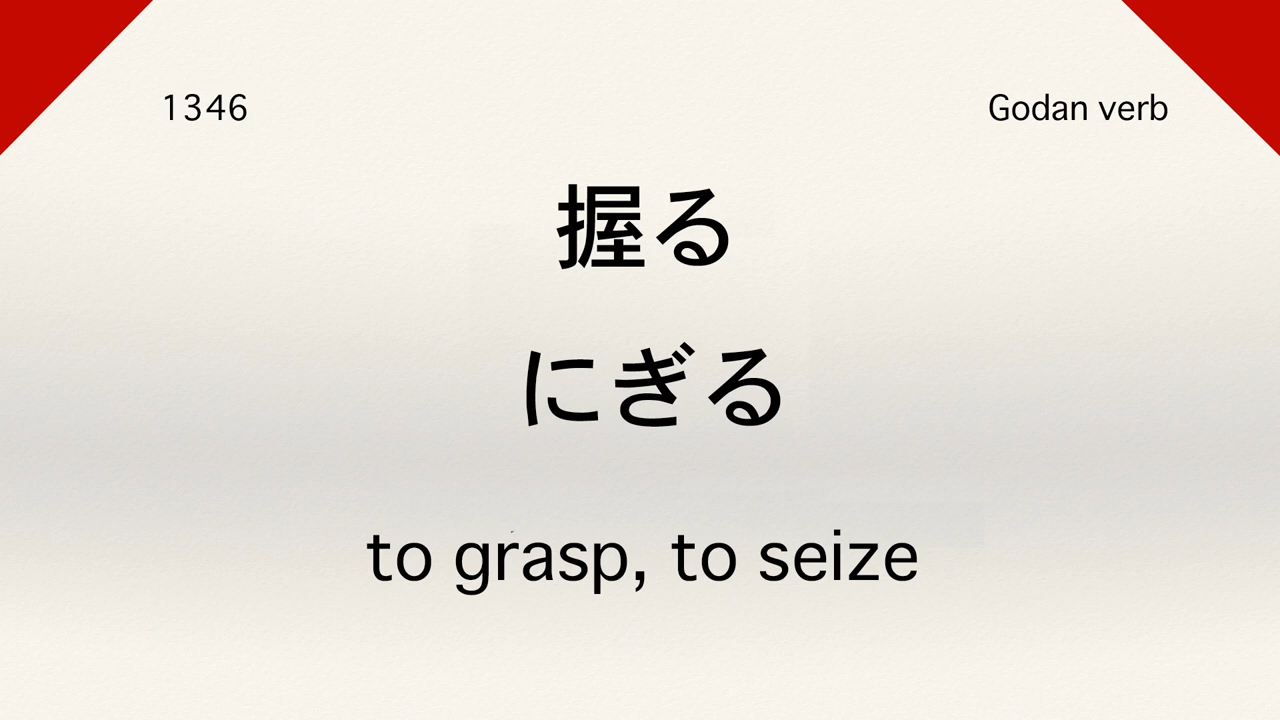 1346
Godan verb
握る
にぎる
to grasp, to seize